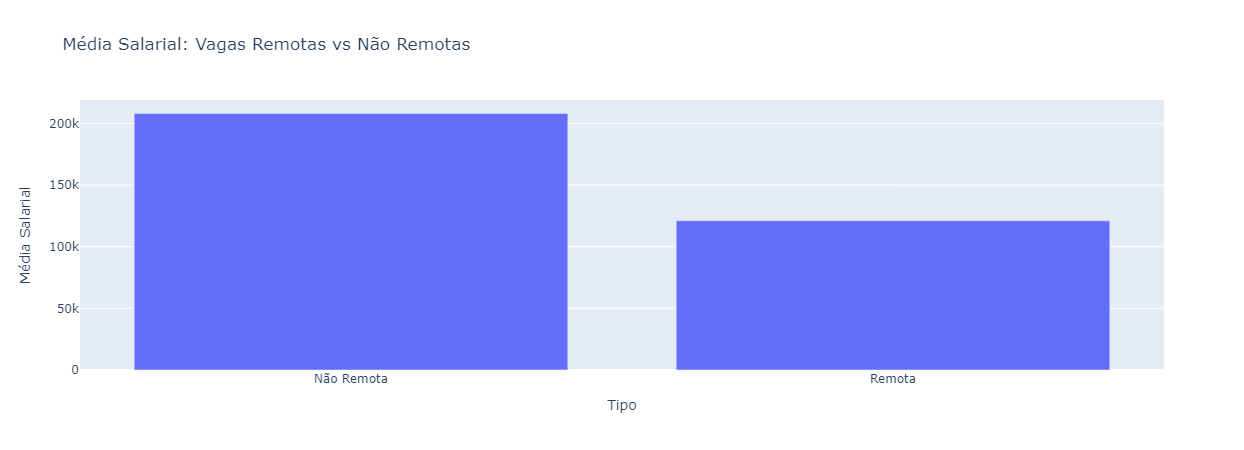 Média Salarial: Vagas Remotas vs Não Remotas
Média Salarial
200k
150k
100k
50k
0
Não Remota
Remota
Tipo